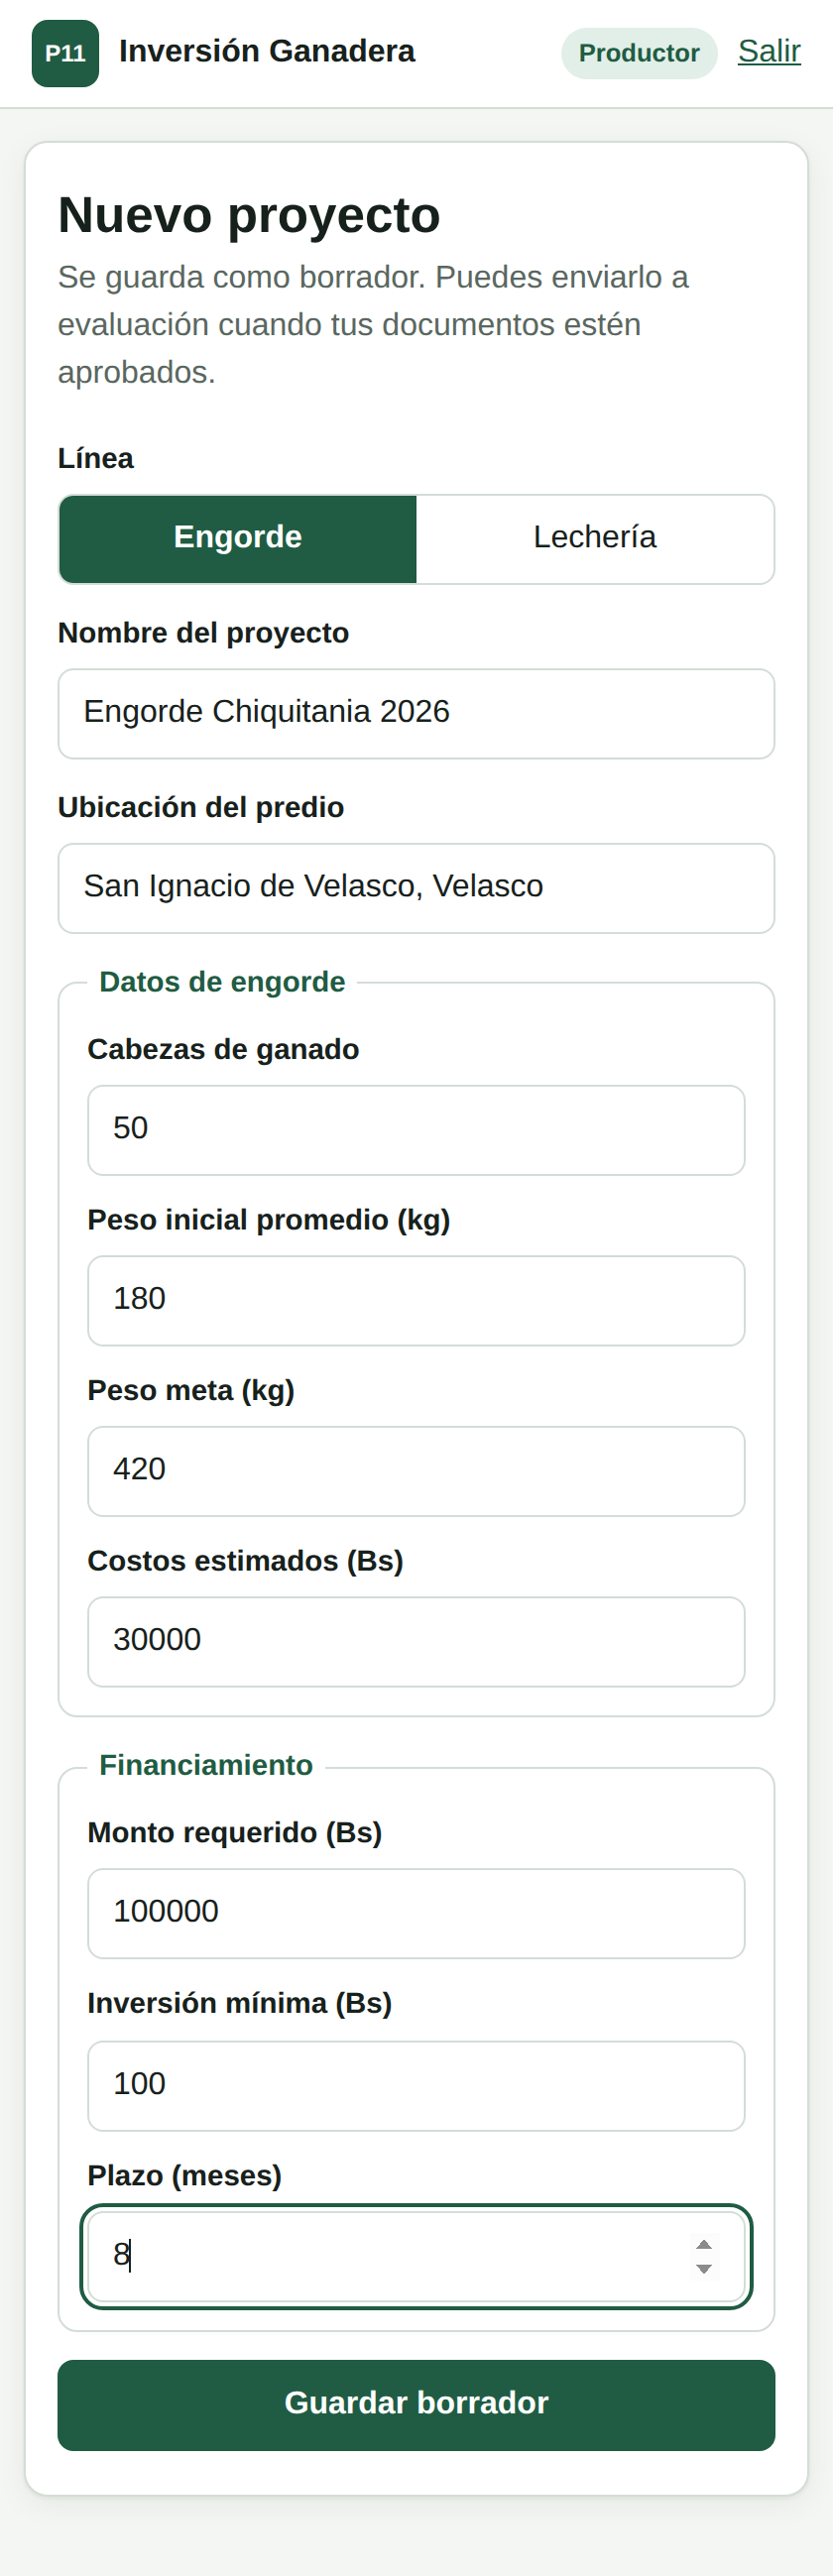 P11 Inversión Ganadera Productor Salir
Nuevo proyecto
Se guarda como borrador. Puedes enviarlo a
evaluación cuando tus documentos estén
aprobados.
Línea
Engorde Lechería
Nombre del proyecto
Engorde Chiquitania 2026
Ubicación del predio
San Ignacio de Velasco, Velasco
Datos de engorde
Cabezas de ganado
50
Peso inicial promedio (kg)
180
Peso meta (kg)
420
Costos estimados (Bs)
30000
Financiamiento
Monto requerido (Bs)
100000
Inversión mínima (Bs)
100
Plazo (meses)
8
Guardar borrador